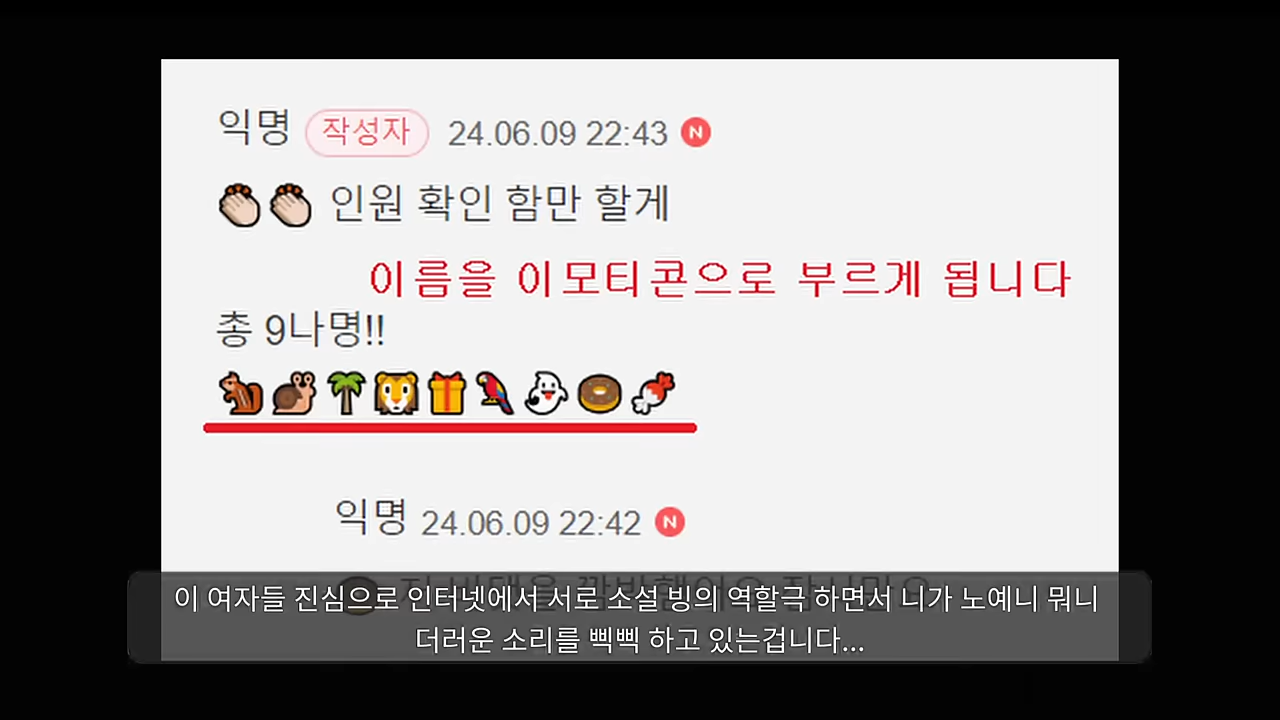 익명 작성자 24.06.09 22:43 N
👏🏻👏🏻 인원 확인 함만 할게
이름을 이모티콘으로 부르게 됩니다
총 9나명!!
🐿️🐌🌴🦁🎁🦜👻🍩🍤
익명 24.06.09 22:42 N
이 여자들 진심으로 인터넷에서 서로 소설 빙의 역할극 하면서 니가 노예니 뭐니
더러운 소리를 삑삑 하고 있는겁니다...